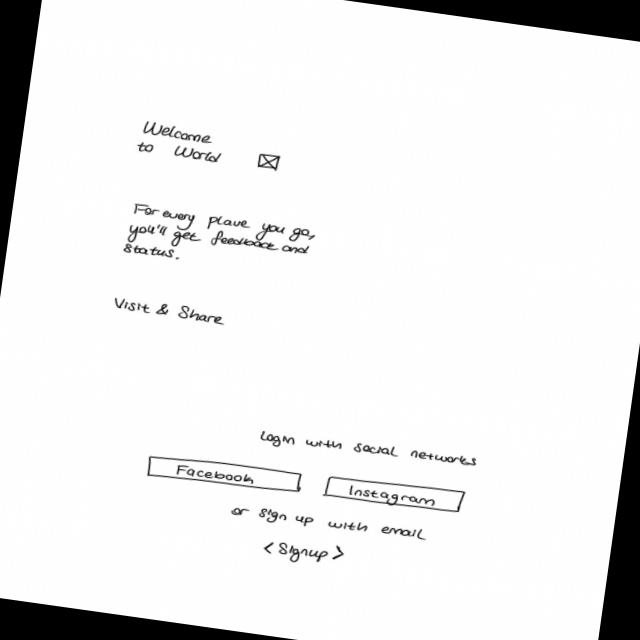 Welcome
to World
For every plave you go,
you'll get feedback and
status.
Visit & Share
Login with social networks
Facebook
Instagram
or sign up with email
<Signup>